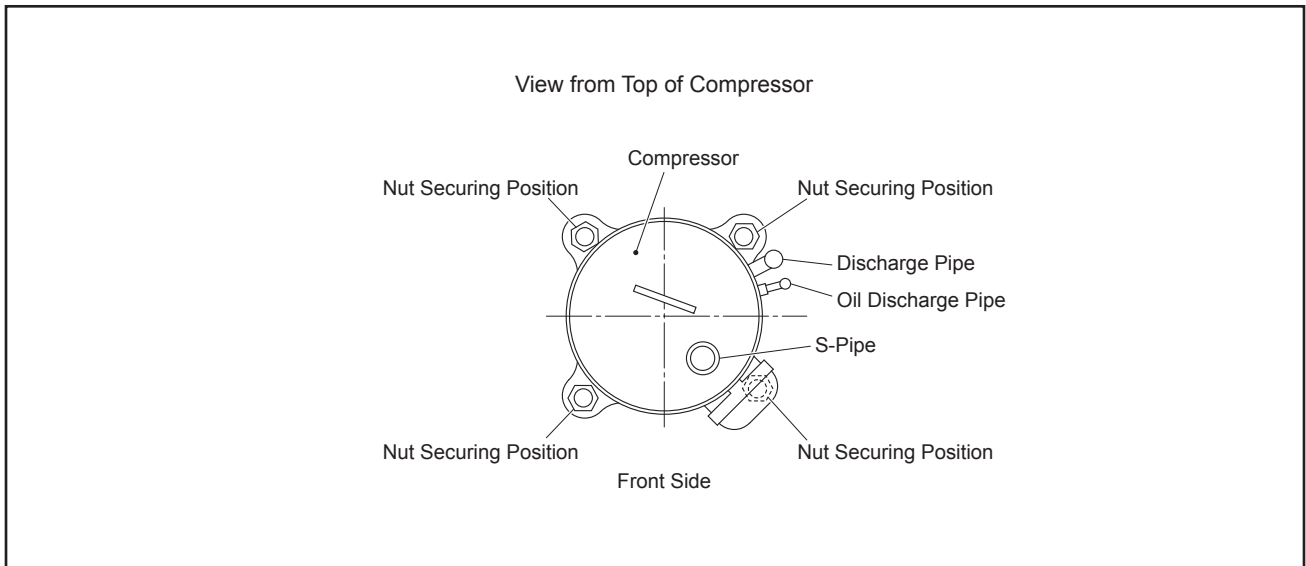 View from Top of Compressor
Compressor
Nut Securing Position
Nut Securing Position
Discharge Pipe
Oil Discharge Pipe
S-Pipe
Nut Securing Position
Nut Securing Position
Front Side